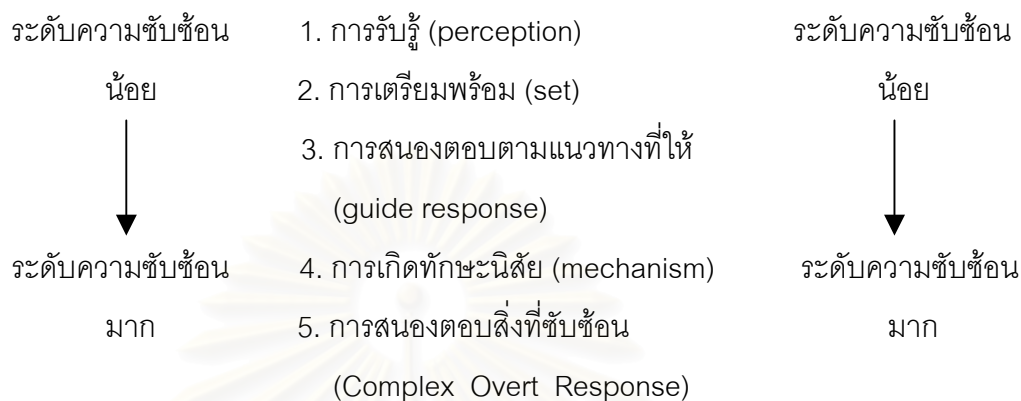 ระดับความซับซ้อน 1. การรับรู้ (perception) ระดับความซับซ้อน
น้อย 2. การเตรียมพร้อม (set) น้อย
3. การสนองตอบตามแนวทางที่ให้
(guide response)
ระดับความซับซ้อน 4. การเกิดทักษะนิสัย (mechanism) ระดับความซับซ้อน
มาก 5. การสนองตอบสิ่งที่ซับซ้อน มาก
(Complex Overt Response)